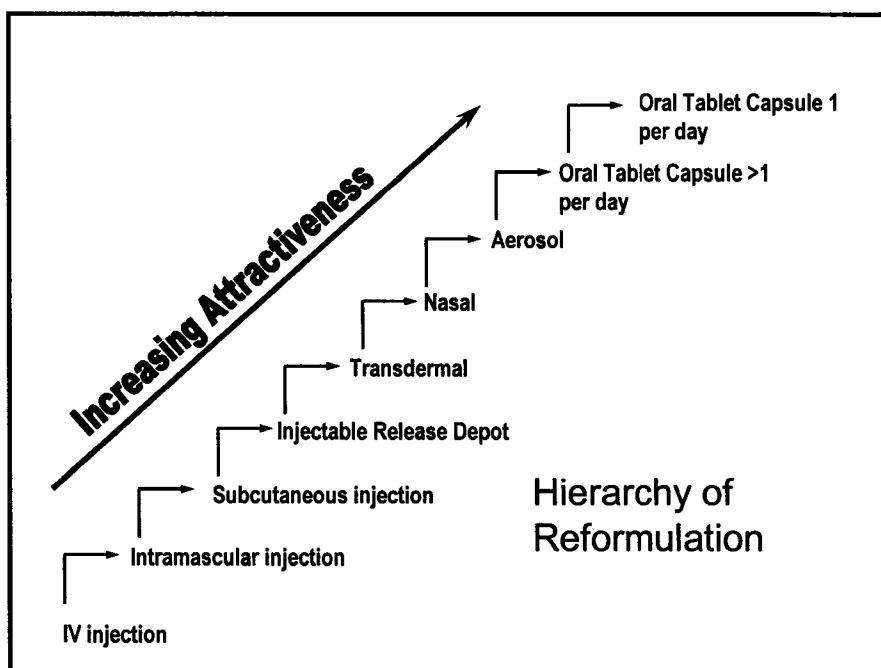 Oral Tablet Capsule 1
per day
Oral Tablet Capsule >1
per day
Aerosol
Nasal
Transdermal
Injectable Release Depot
Subcutaneous injection
Intramascular injection
IV injection
Increasing Attractiveness
Hierarchy of
Reformulation